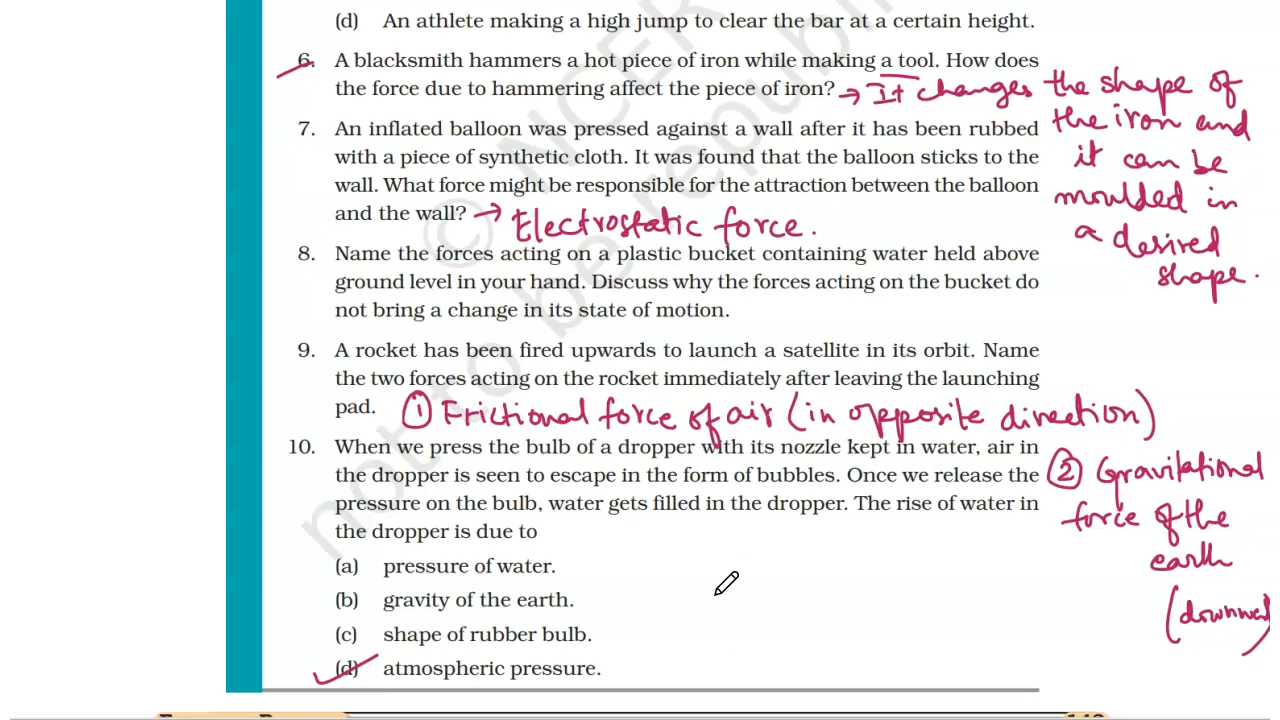 (d) An athlete making a high jump to clear the bar at a certain height.
6. A blacksmith hammers a hot piece of iron while making a tool. How does
the force due to hammering affect the piece of iron? → It changes the shape of
the iron and
it can be
moulded in
a desired
shape.
7. An inflated balloon was pressed against a wall after it has been rubbed
with a piece of synthetic cloth. It was found that the balloon sticks to the
wall. What force might be responsible for the attraction between the balloon
and the wall? → Electrostatic force.
8. Name the forces acting on a plastic bucket containing water held above
ground level in your hand. Discuss why the forces acting on the bucket do
not bring a change in its state of motion.
9. A rocket has been fired upwards to launch a satellite in its orbit. Name
the two forces acting on the rocket immediately after leaving the launching
pad. ① Frictional force of air (in opposite direction)
② Gravitational
force of the
earth
10. When we press the bulb of a dropper with its nozzle kept in water, air in
the dropper is seen to escape in the form of bubbles. Once we release the
pressure on the bulb, water gets filled in the dropper. The rise of water in
the dropper is due to
(a) pressure of water.
(b) gravity of the earth.
(c) shape of rubber bulb.
(d) atmospheric pressure.
© NCER
not to be republi